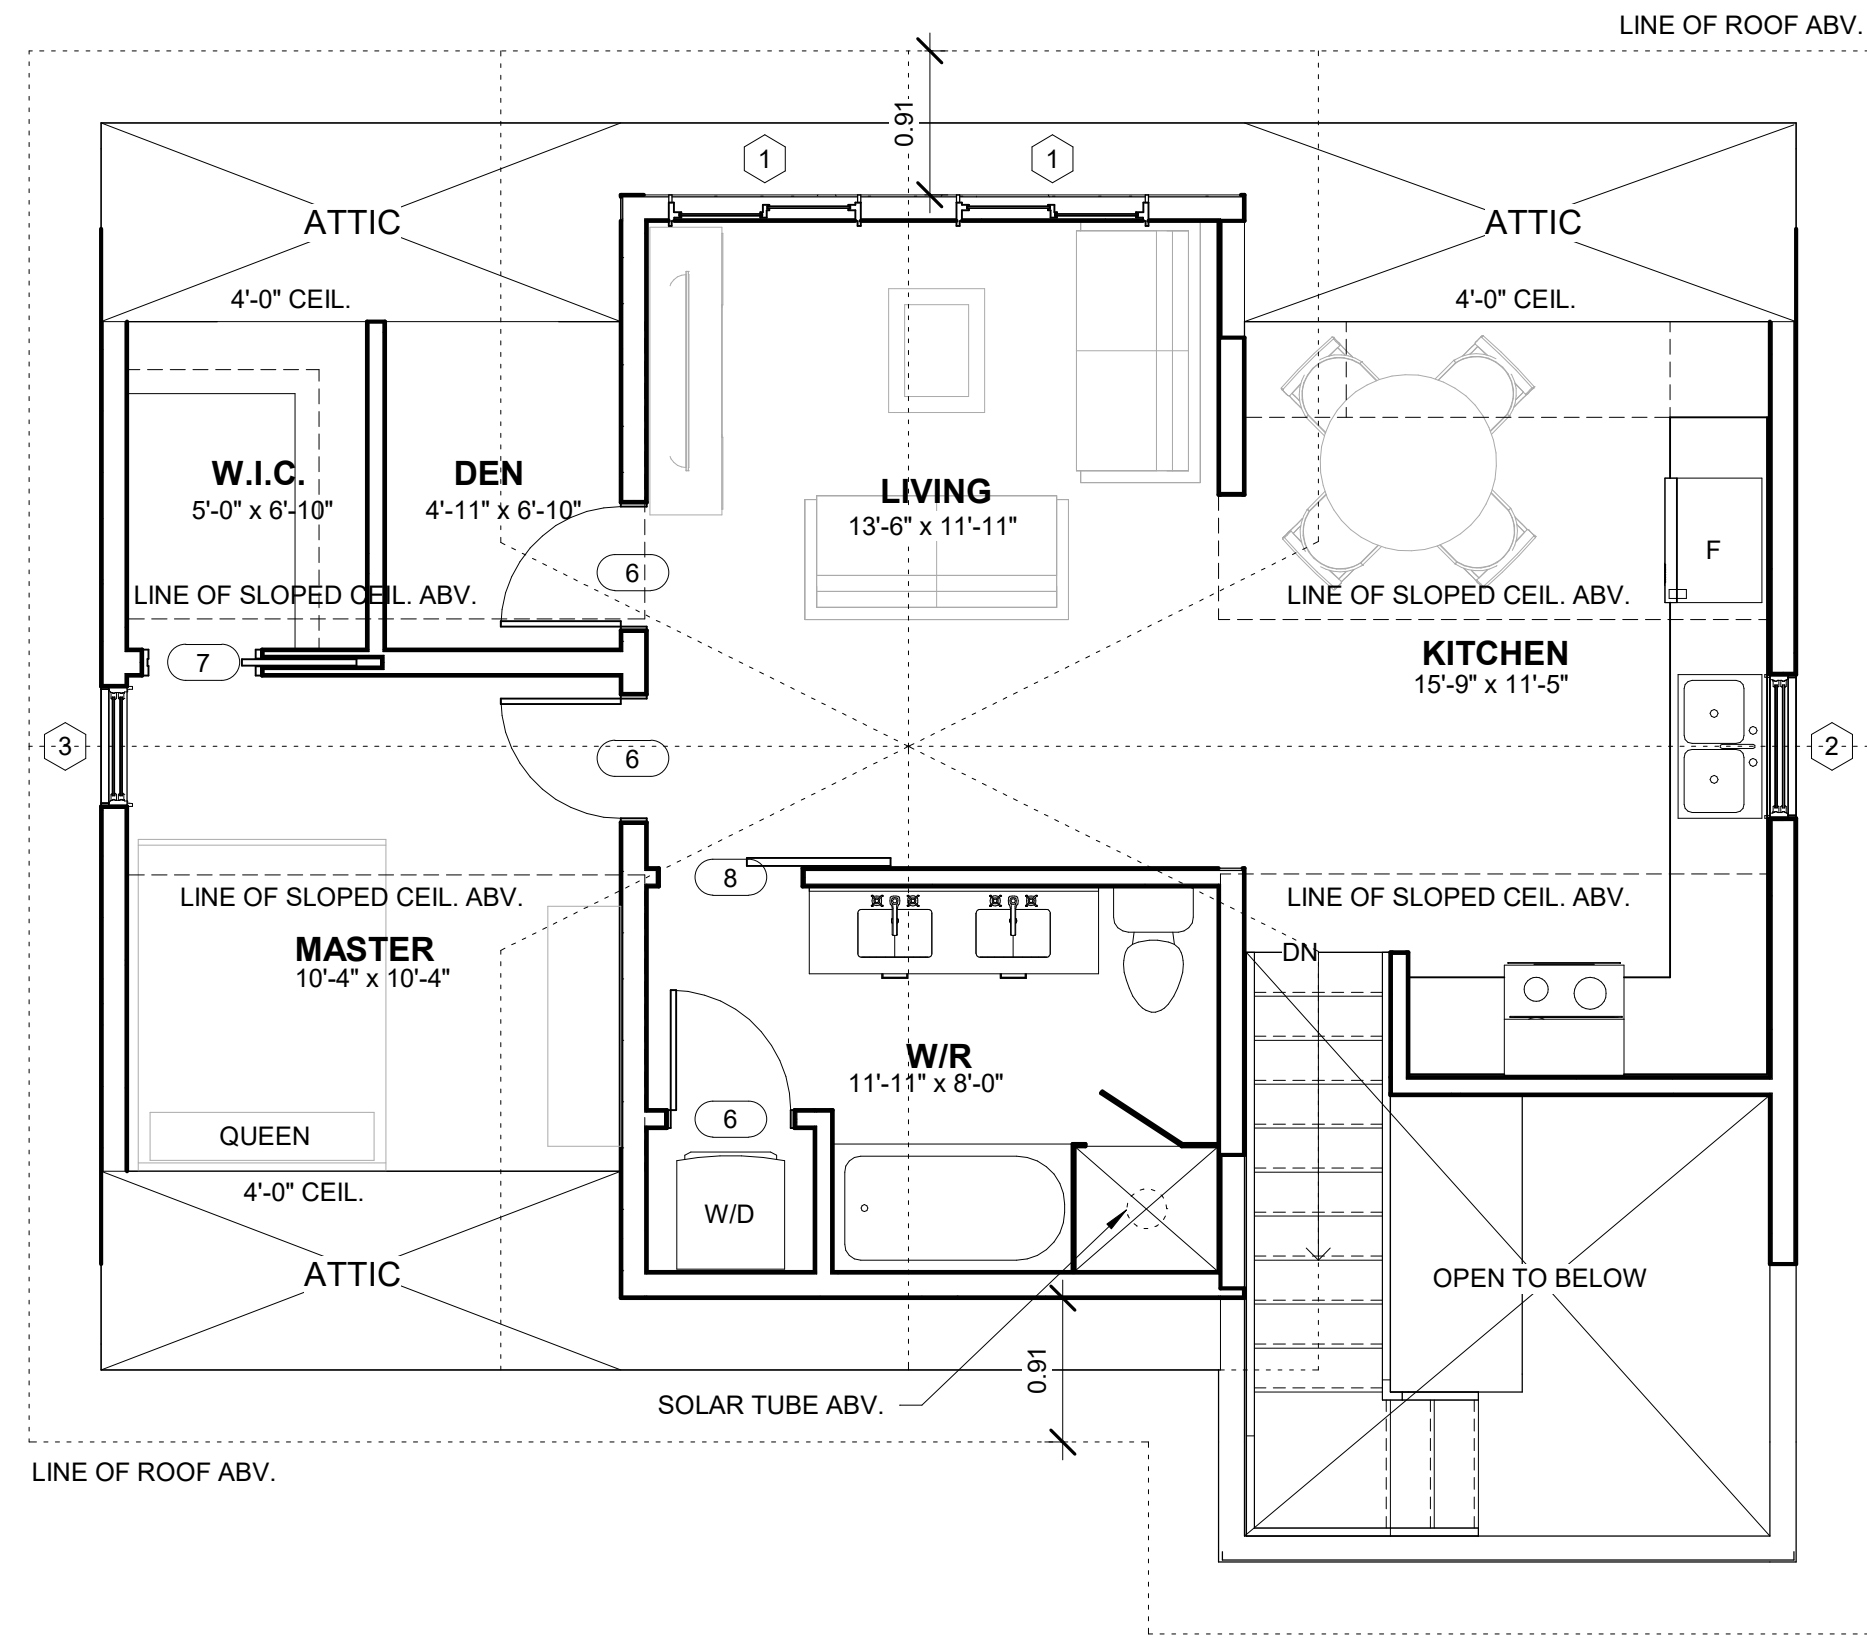 LINE OF ROOF ABV.
0.91
1
1
ATTIC
ATTIC
4'-0" CEIL.
4'-0" CEIL.
W.I.C.
5'-0" x 6'-10"
DEN
4'-11" x 6'-10"
LIVING
13'-6" x 11'-11"
F
6
LINE OF SLOPED CEIL. ABV.
LINE OF SLOPED CEIL. ABV.
KITCHEN
15'-9" x 11'-5"
7
3
6
2
8
LINE OF SLOPED CEIL. ABV.
LINE OF SLOPED CEIL. ABV.
MASTER
10'-4" x 10'-4"
DN
W/R
11'-11" x 8'-0"
6
QUEEN
4'-0" CEIL.
W/D
ATTIC
OPEN TO BELOW
0.91
SOLAR TUBE ABV.
LINE OF ROOF ABV.